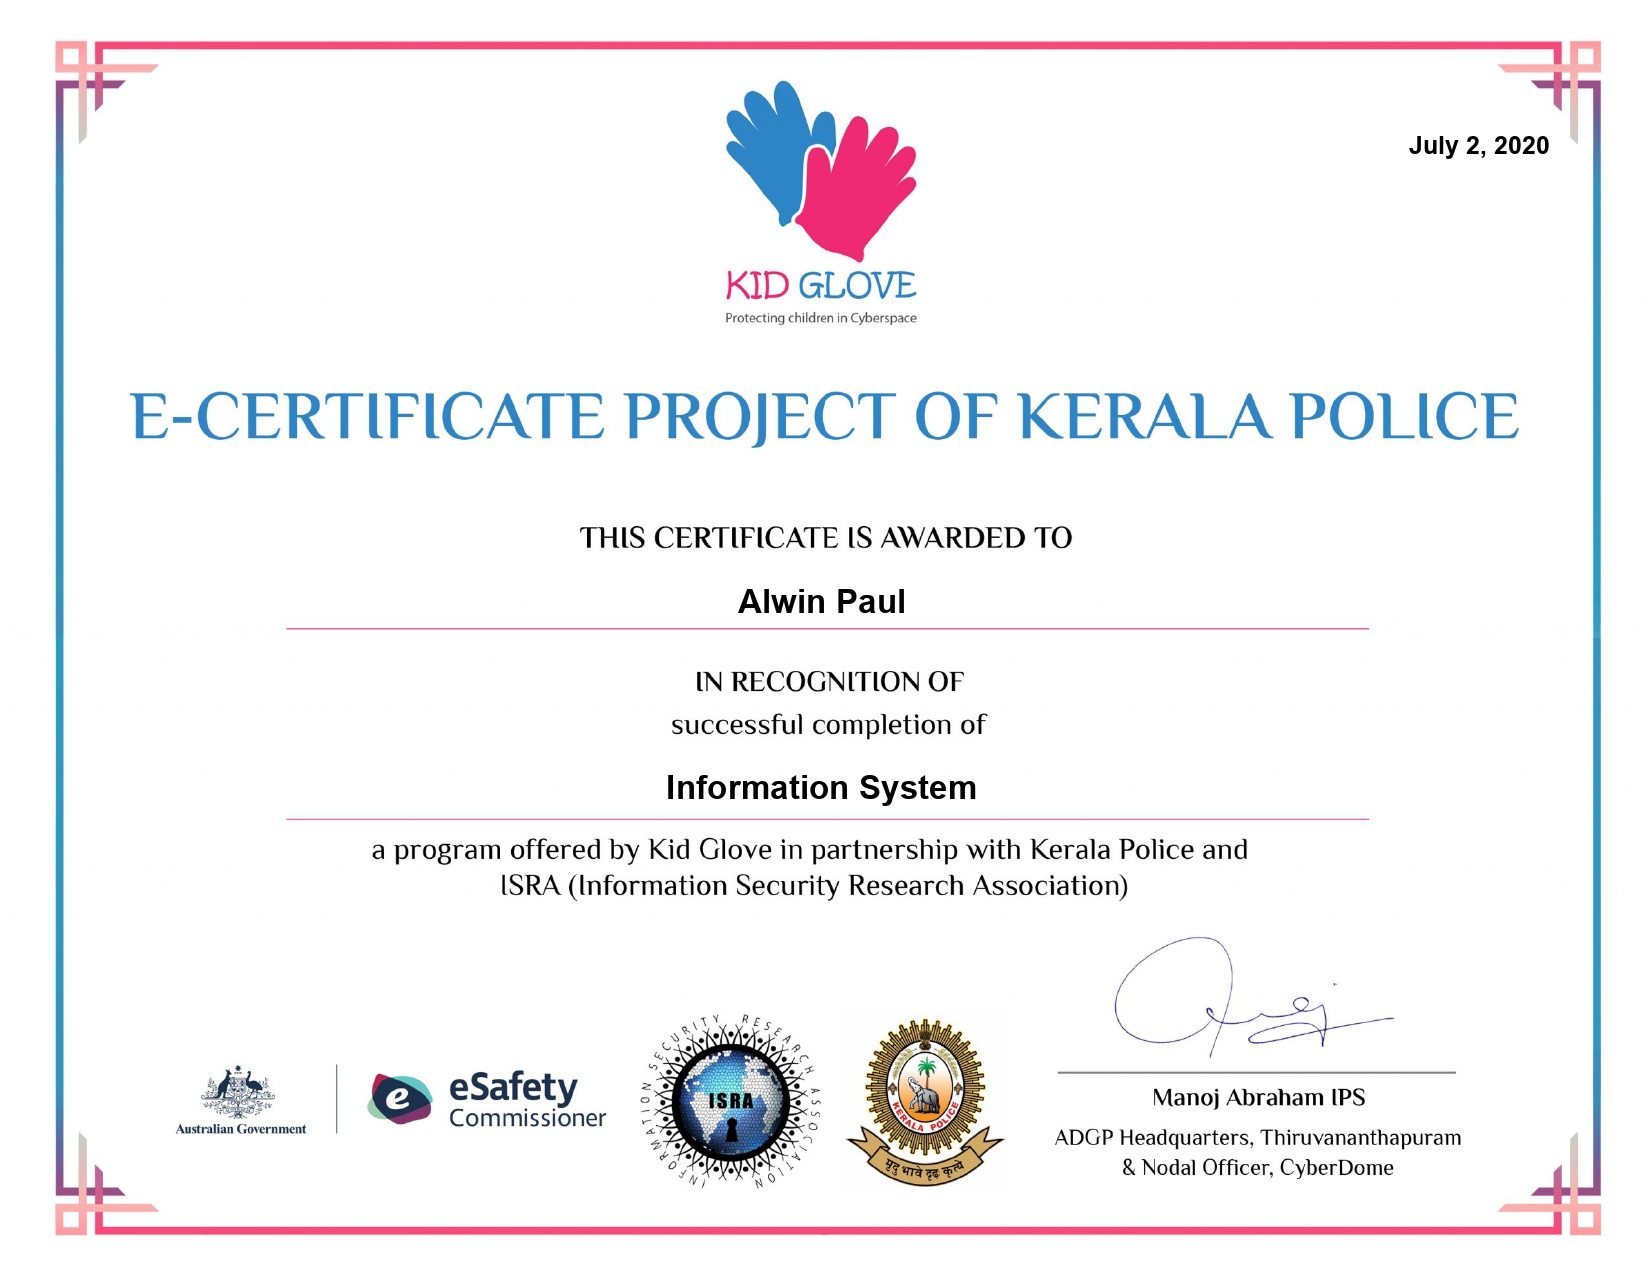 July 2, 2020
KID GLOVE
Protecting children in Cyberspace
E-CERTIFICATE PROJECT OF KERALA POLICE
THIS CERTIFICATE IS AWARDED TO
Alwin Paul
IN RECOGNITION OF
successful completion of
Information System
a program offered by Kid Glove in partnership with Kerala Police and
ISRA (Information Security Research Association)
Australian Government
e
eSafety
Commissioner
INFORMATION SECURITY RESEARCH ASSOCIATION
ISRA
KERALA POLICE
मृदु भावे दृढ कृत्ये
Manoj Abraham IPS
ADGP Headquarters, Thiruvananthapuram
& Nodal Officer, CyberDome